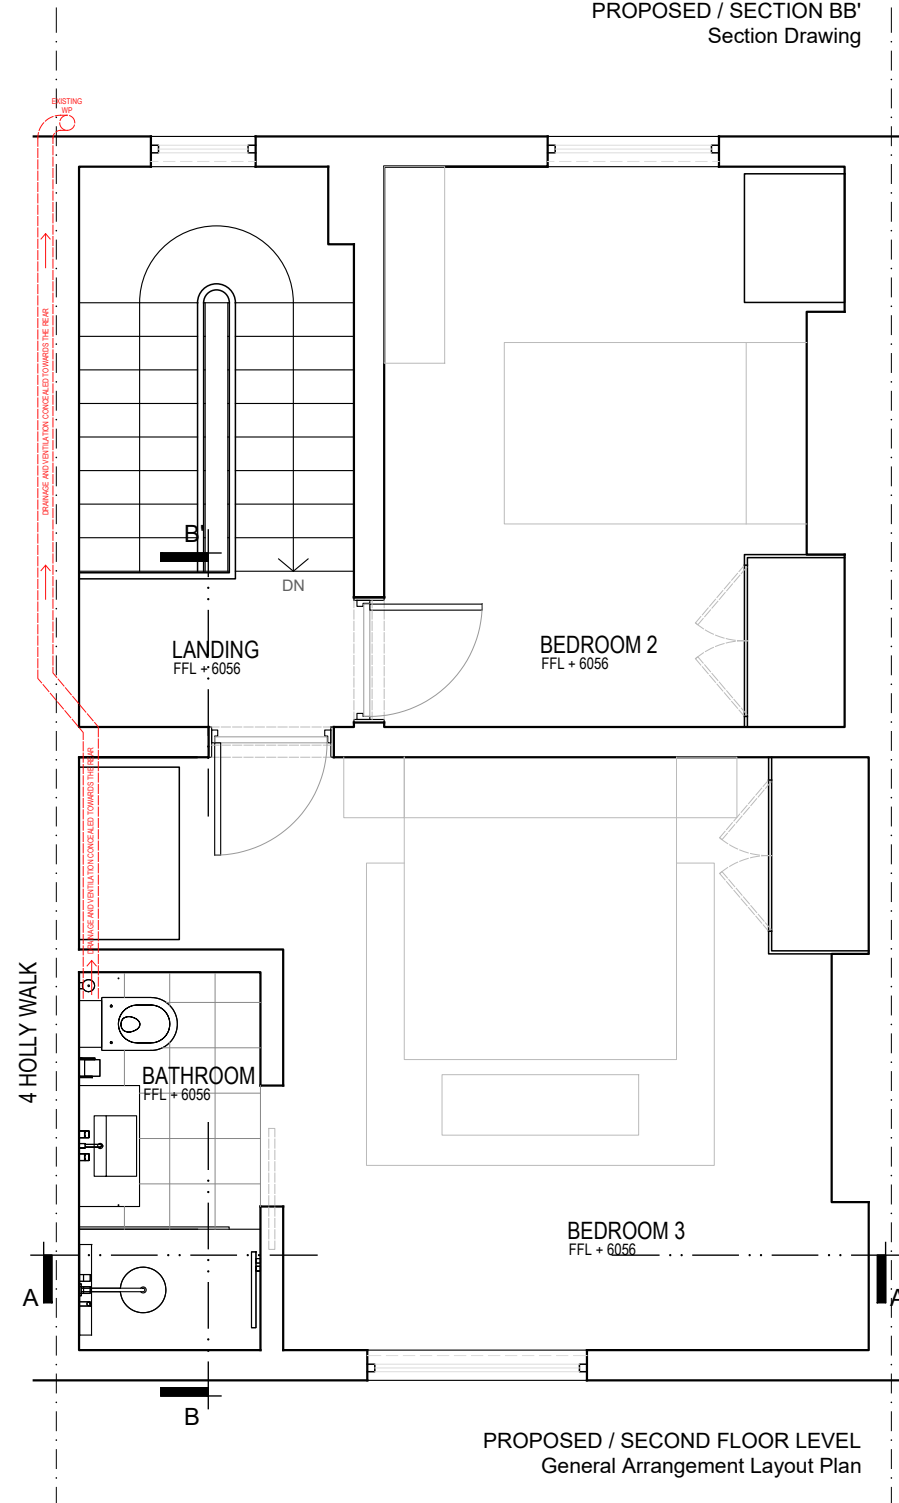 PROPOSED / SECTION BB'
Section Drawing
EXISTING
WP
DRAINAGE AND VENTILATION CONCEALED TOWARDS THE REAR
B'
DN
LANDING
FFL + 6056
BEDROOM 2
FFL + 6056
DRAINAGE AND VENTILATION CONCEALED TOWARDS THE REAR
4 HOLLY WALK
BATHROOM
FFL + 6056
BEDROOM 3
FFL + 6056
A
A
B
PROPOSED / SECOND FLOOR LEVEL
General Arrangement Layout Plan